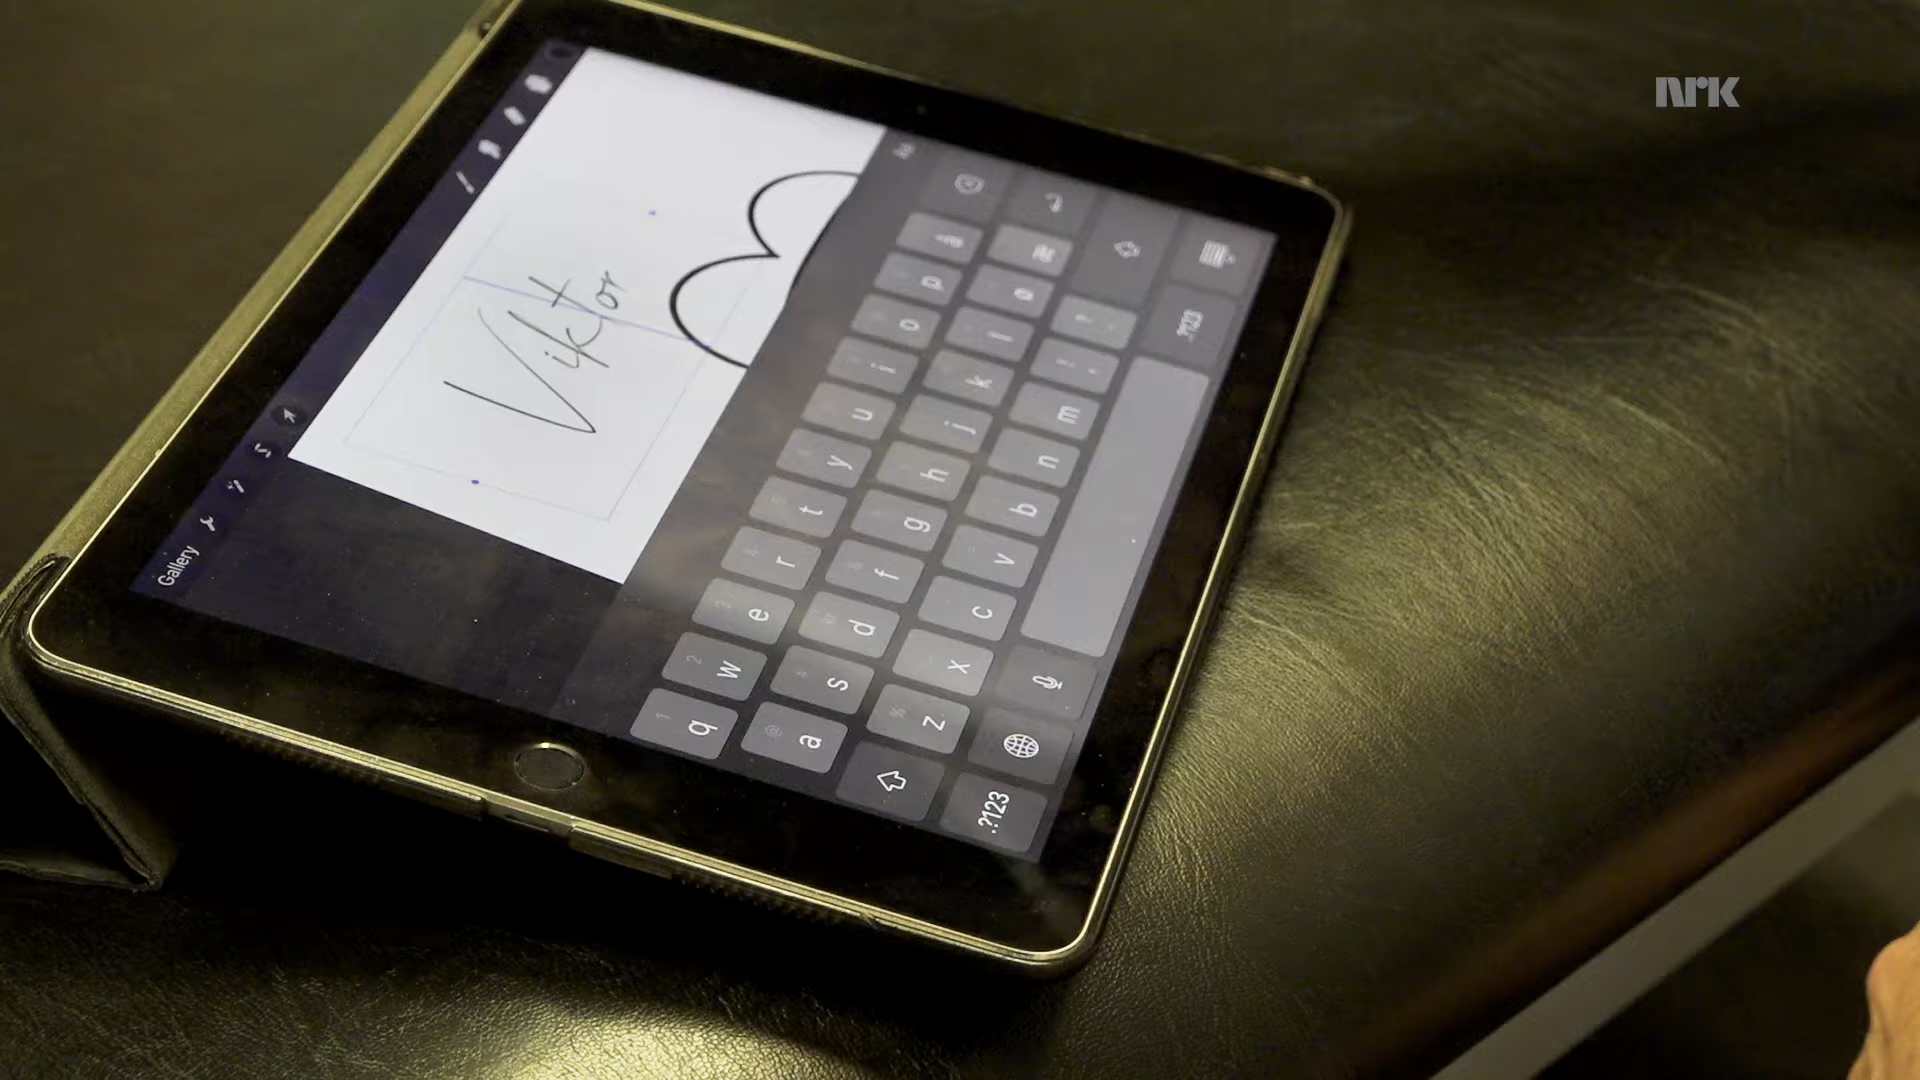 nrk
Gallery
Viktor
q w e r t y u i o p å
a s d f g h j k l ø æ
z x c v b n m
.?123 .?123